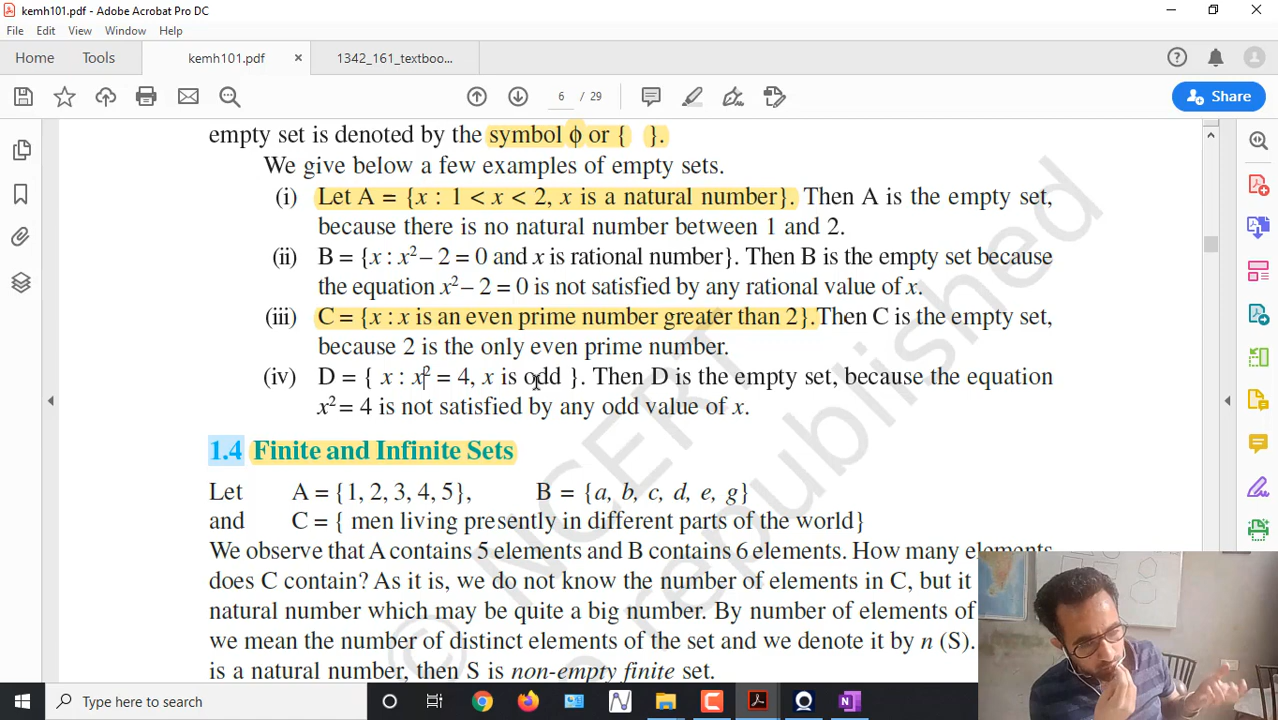 kemh101.pdf - Adobe Acrobat Pro DC
File Edit View Window Help
Home Tools kemh101.pdf × 1342_161_textboo...
6 / 29 Share
empty set is denoted by the symbol ϕ or { }.
We give below a few examples of empty sets.
(i) Let A = {x : 1 < x < 2, x is a natural number}. Then A is the empty set,
because there is no natural number between 1 and 2.
(ii) B = {x : x² – 2 = 0 and x is rational number}. Then B is the empty set because
the equation x² – 2 = 0 is not satisfied by any rational value of x.
(iii) C = {x : x is an even prime number greater than 2}.Then C is the empty set,
because 2 is the only even prime number.
(iv) D = { x : x² = 4, x is odd }. Then D is the empty set, because the equation
x² = 4 is not satisfied by any odd value of x.
1.4 Finite and Infinite Sets
Let A = {1, 2, 3, 4, 5}, B = {a, b, c, d, e, g}
and C = { men living presently in different parts of the world}
We observe that A contains 5 elements and B contains 6 elements. How many elements
does C contain? As it is, we do not know the number of elements in C, but it
natural number which may be quite a big number. By number of elements of
we mean the number of distinct elements of the set and we denote it by n (S).
is a natural number, then S is non-empty finite set.
© NCERT
republished
Type here to search